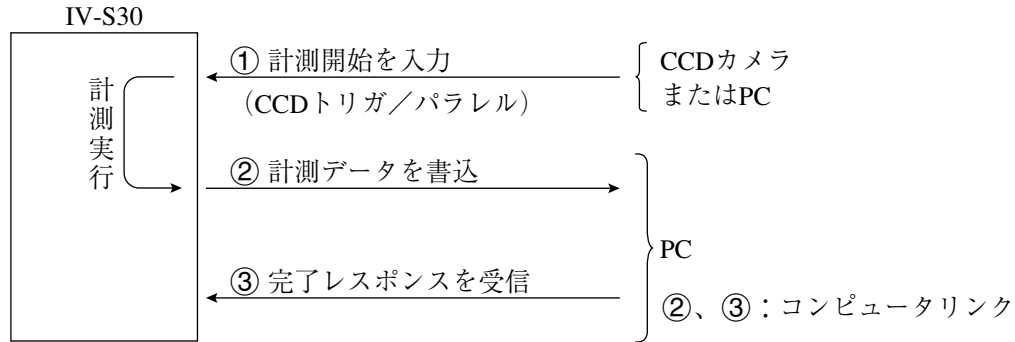 IV-S30
① 計測開始を入力
(CCDトリガ／パラレル)
CCDカメラ
またはPC
計測実行
② 計測データを書込
PC
③ 完了レスポンスを受信
②、③：コンピュータリンク